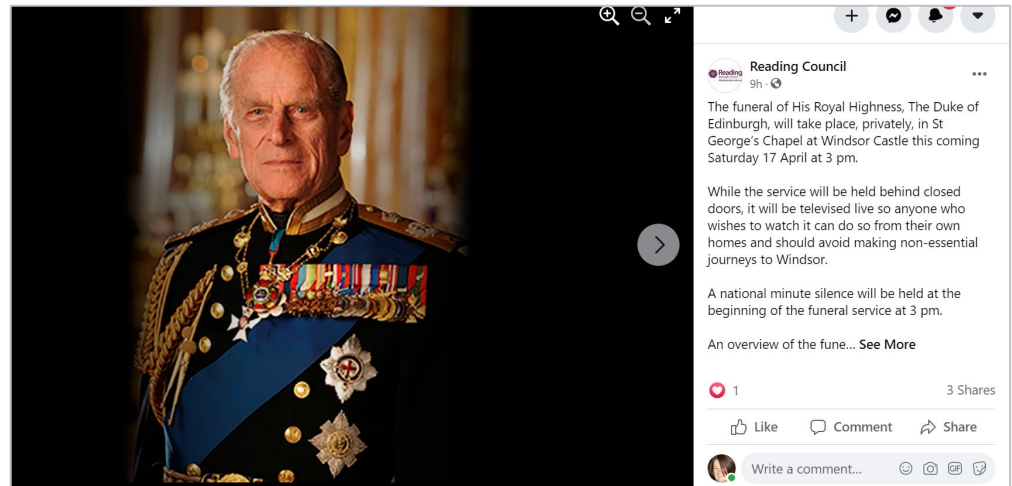 Reading Council
9h
The funeral of His Royal Highness, The Duke of
Edinburgh, will take place, privately, in St
George's Chapel at Windsor Castle this coming
Saturday 17 April at 3 pm.
While the service will be held behind closed
doors, it will be televised live so anyone who
wishes to watch it can do so from their own
homes and should avoid making non-essential
journeys to Windsor.
A national minute silence will be held at the
beginning of the funeral service at 3 pm.
An overview of the fune... See More
1 3 Shares
Like Comment Share
Write a comment... GIF